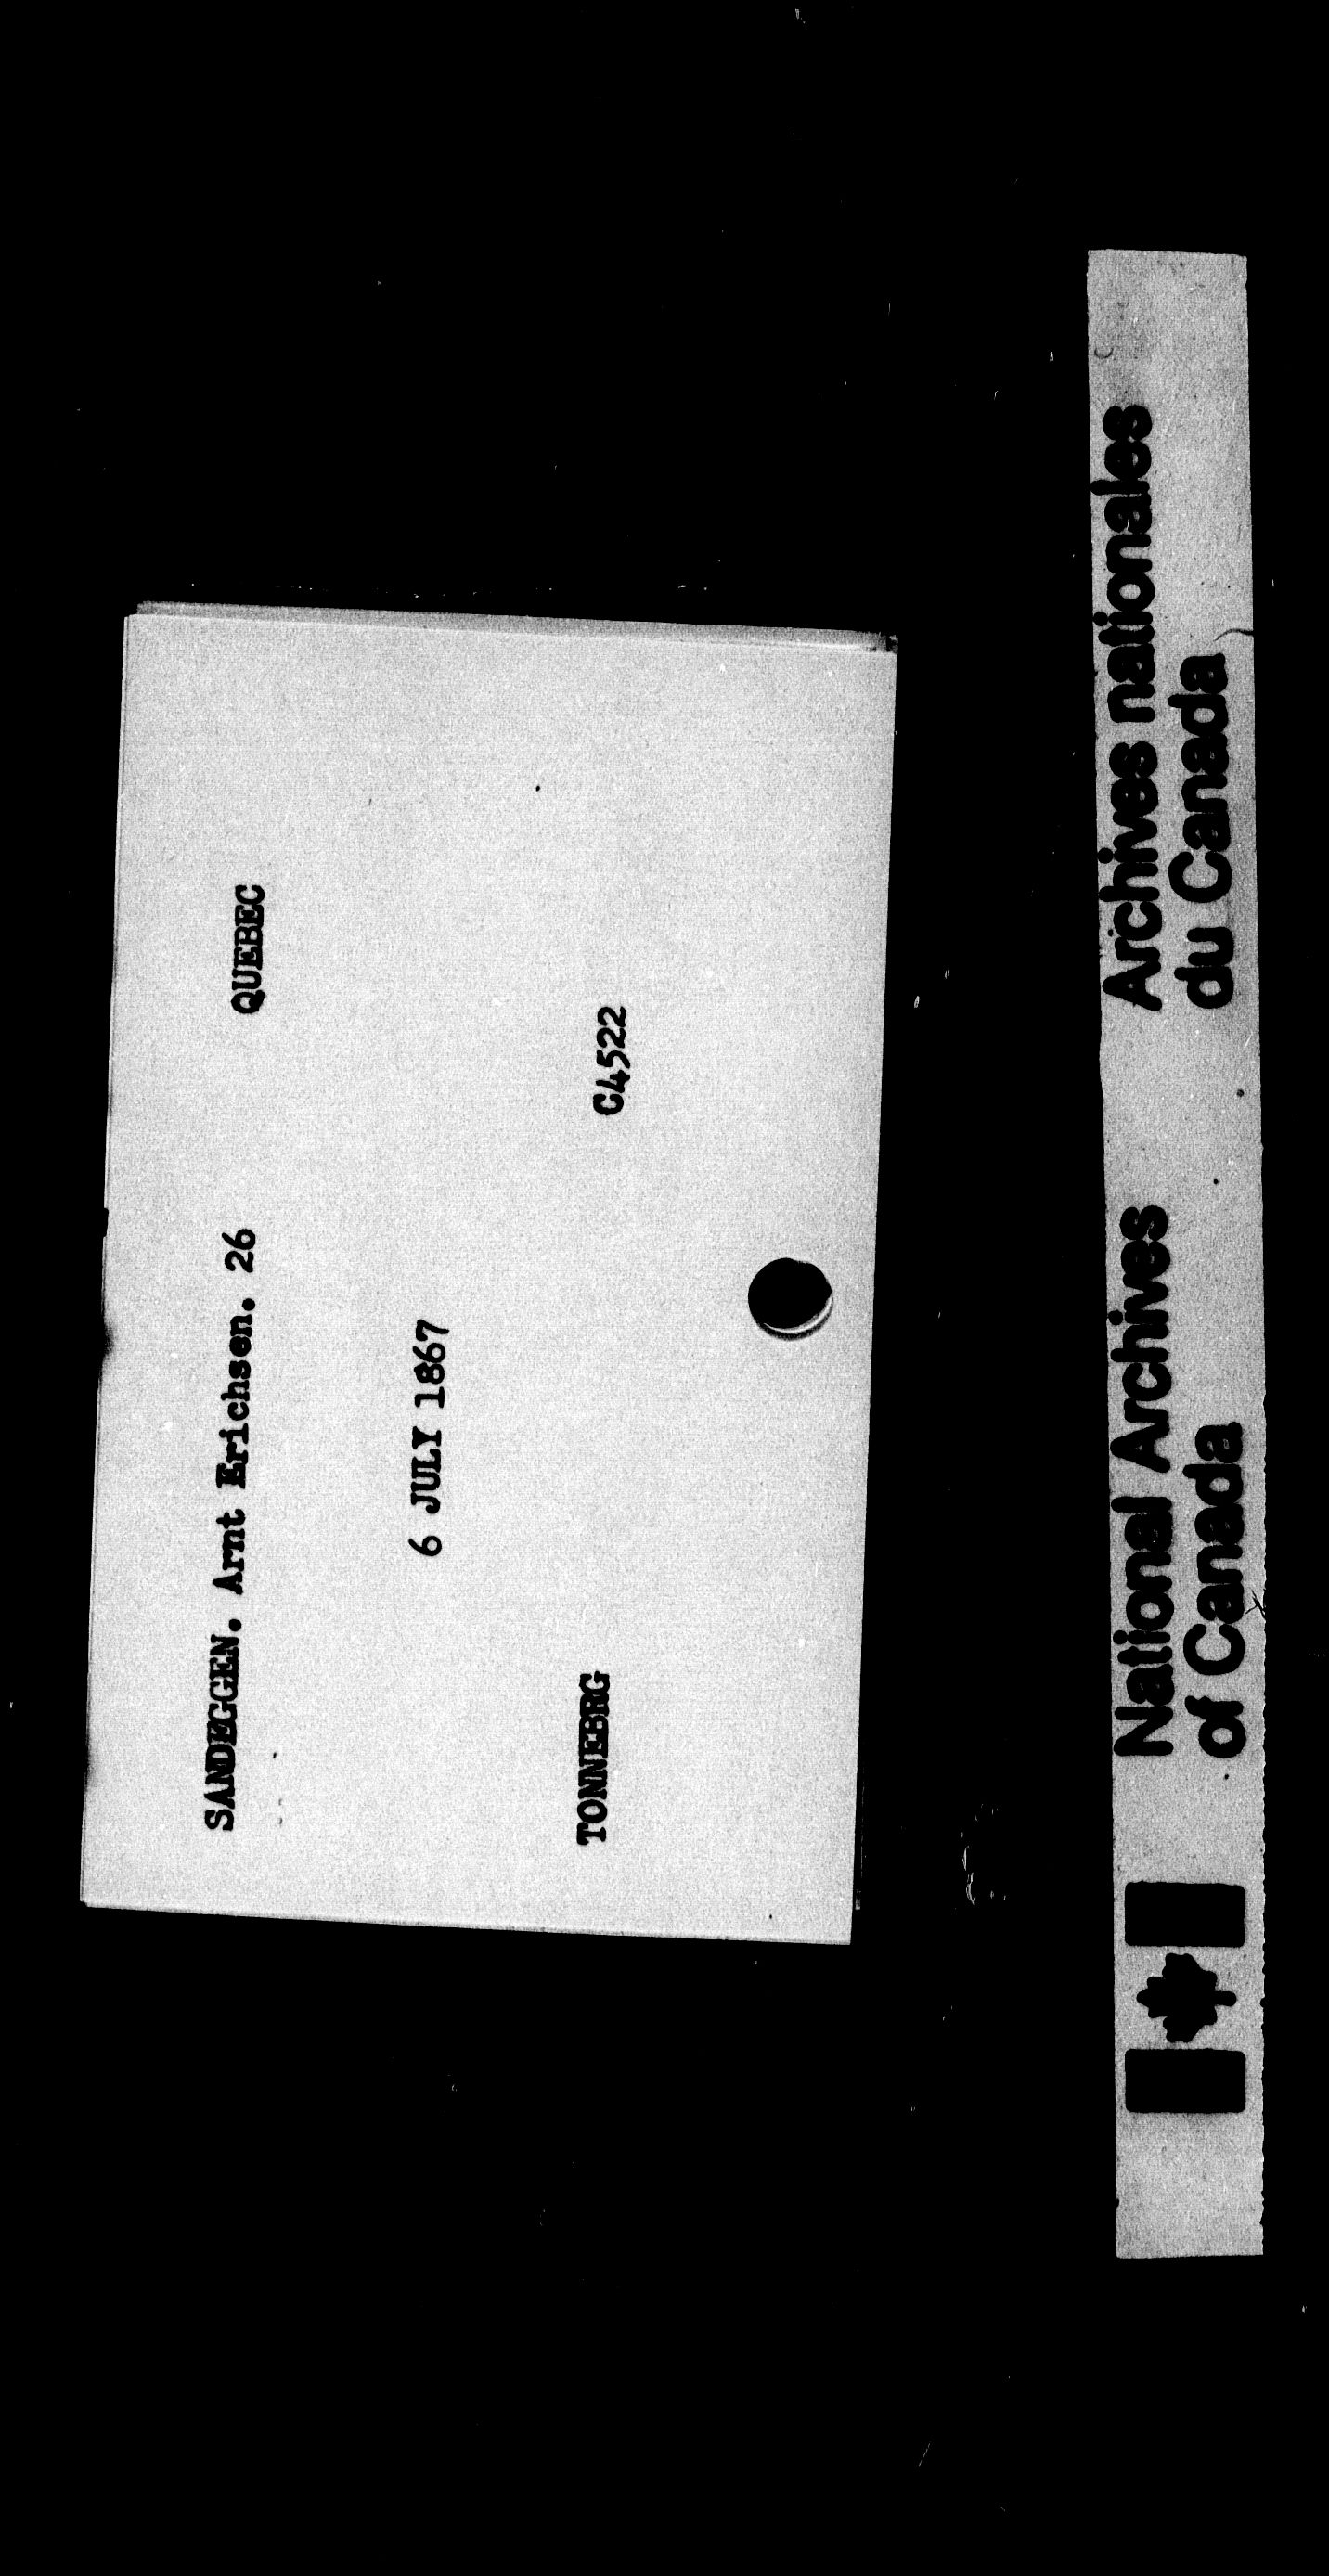 SANDEGGEN. Arnt Erichsen. 26 QUEBEC
6 JULY 1867
TONNEBRG C4522
National Archives of Canada
Archives nationales du Canada